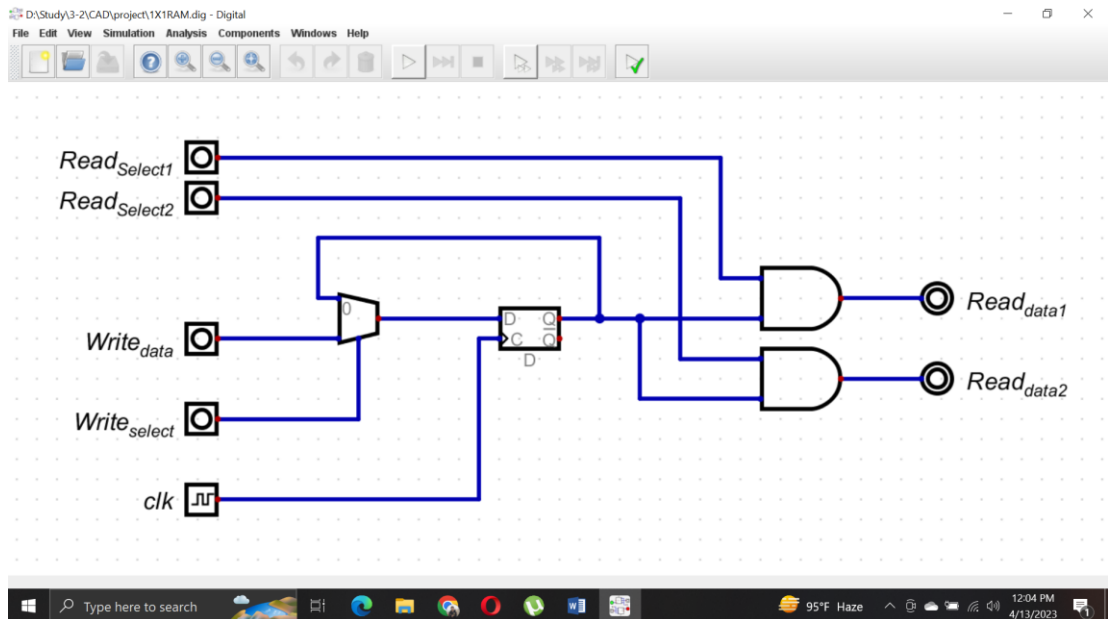 D:\Study\3-2\CAD\project\1X1RAM.dig - Digital
File Edit View Simulation Analysis Components Windows Help
ReadSelect1
ReadSelect2
0
Writedata
D Q
C Q
D
Writeselect
clk
Readdata1
Readdata2
Type here to search
95°F Haze
12:04 PM
4/13/2023
1